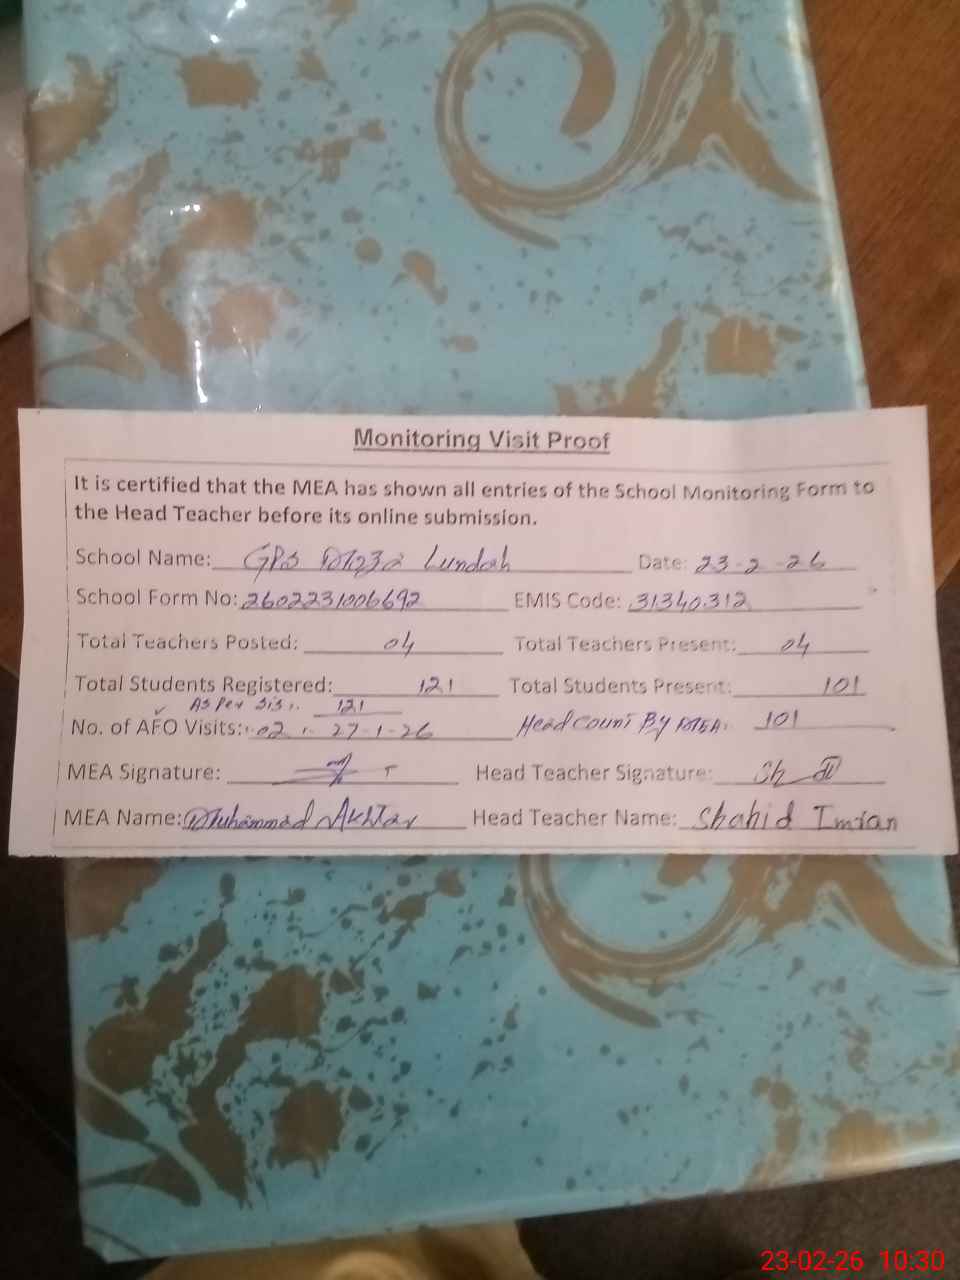 Monitoring Visit Proof
It is certified that the MEA has shown all entries of the School Monitoring Form to
the Head Teacher before its online submission.
School Name: GPS Lundah Date: 23-2-26
School Form No: 2602231006692 EMIS Code: 31340312
Total Teachers Posted: 04 Total Teachers Present: 04
Total Students Registered: 121 Total Students Present: 101
As Per SIS:. 121
No. of AFO Visits: 02 27-1-26 Headcount By MEA: 101
MEA Signature: Head Teacher Signature:
MEA Name: Muhammad Akhtar Head Teacher Name: Shahid Imran
23-02-26 10:30